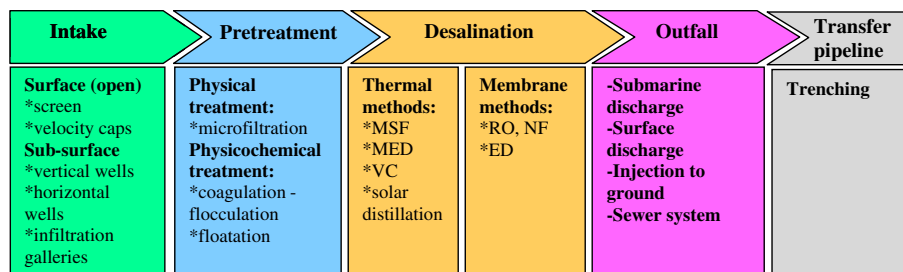 Intake
Pretreatment
Desalination
Outfall
Transfer
pipeline
Surface (open)
*screen
*velocity caps
Sub-surface
*vertical wells
*horizontal
wells
*infiltration
galleries
Physical
treatment:
*microfiltration
Physicochemical
treatment:
*coagulation -
flocculation
*floatation
Thermal
methods:
*MSF
*MED
*VC
*solar
distillation
Membrane
methods:
*RO, NF
*ED
-Submarine
discharge
-Surface
discharge
-Injection to
ground
-Sewer system
Trenching